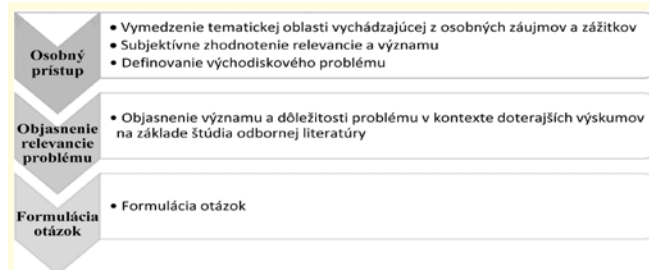 Osobný
prístup
• Vymedzenie tematickej oblasti vychádzajúcej z osobných záujmov a zážitkov
• Subjektívne zhodnotenie relevancie a významu
• Definovanie východiskového problému
Objasnenie
relevancie
problému
• Objasnenie významu a dôležitosti problému v kontexte doterajších výskumov
na základe štúdia odbornej literatúry
Formulácia
otázok
• Formulácia otázok